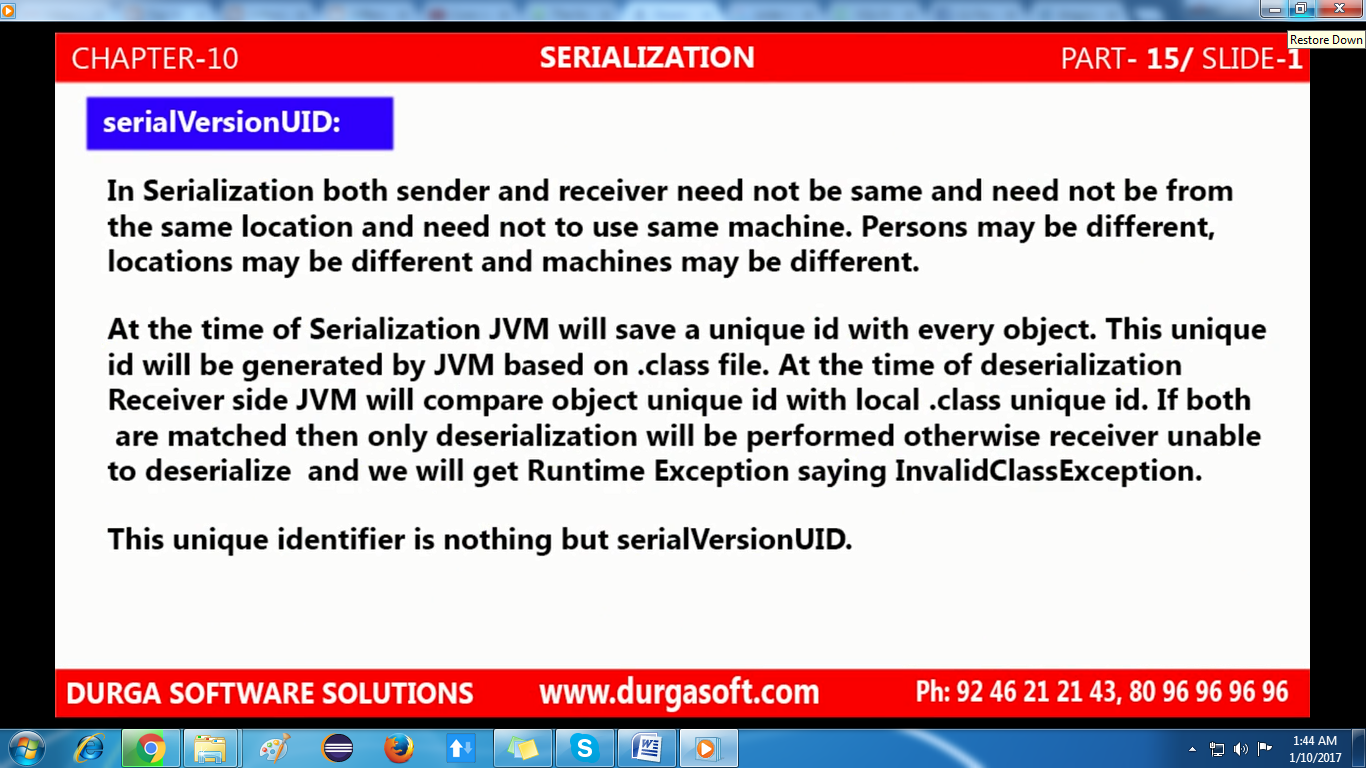 Restore Down
CHAPTER-10 SERIALIZATION PART- 15/ SLIDE-1
serialVersionUID:
In Serialization both sender and receiver need not be same and need not be from
the same location and need not to use same machine. Persons may be different,
locations may be different and machines may be different.
At the time of Serialization JVM will save a unique id with every object. This unique
id will be generated by JVM based on .class file. At the time of deserialization
Receiver side JVM will compare object unique id with local .class unique id. If both
are matched then only deserialization will be performed otherwise receiver unable
to deserialize and we will get Runtime Exception saying InvalidClassException.
This unique identifier is nothing but serialVersionUID.
DURGA SOFTWARE SOLUTIONS www.durgasoft.com Ph: 92 46 21 21 43, 80 96 96 96 96
1:44 AM
1/10/2017